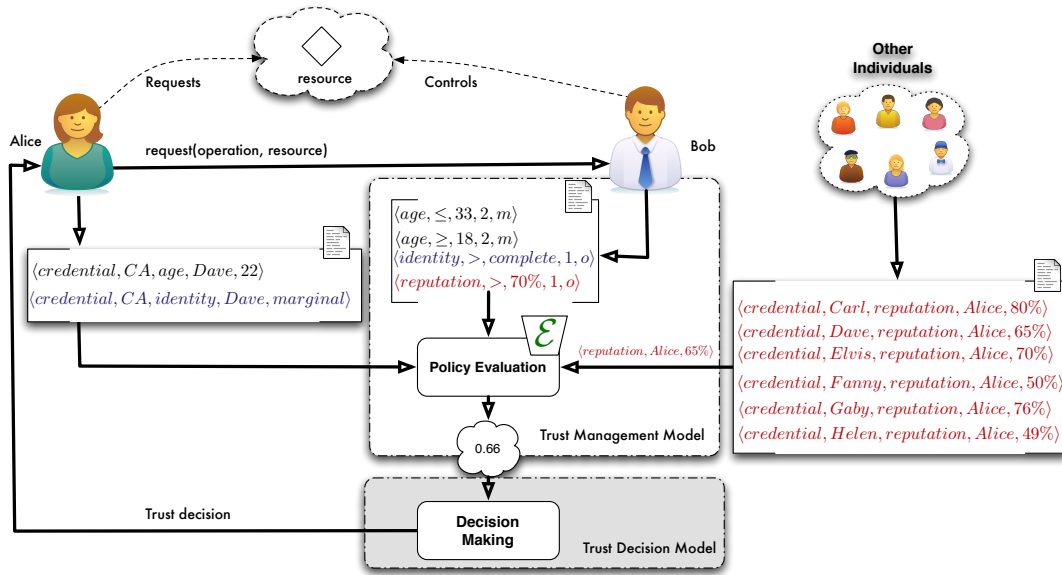 resource
Other
Individuals
Requests
Controls
Alice
request(operation, resource)
Bob
⟨age, ≤, 33, 2, m⟩
⟨age, ≥, 18, 2, m⟩
⟨identity, >, complete, 1, o⟩
⟨reputation, >, 70%, 1, o⟩
⟨credential, CA, age, Dave, 22⟩
⟨credential, CA, identity, Dave, marginal⟩
⟨credential, Carl, reputation, Alice, 80%⟩
⟨credential, Dave, reputation, Alice, 65%⟩
⟨credential, Elvis, reputation, Alice, 70%⟩
⟨credential, Fanny, reputation, Alice, 50%⟩
⟨credential, Gaby, reputation, Alice, 76%⟩
⟨credential, Helen, reputation, Alice, 49%⟩
ℰ
⟨reputation, Alice, 65%⟩
Policy Evaluation
Trust Management Model
0.66
Trust decision
Decision
Making
Trust Decision Model